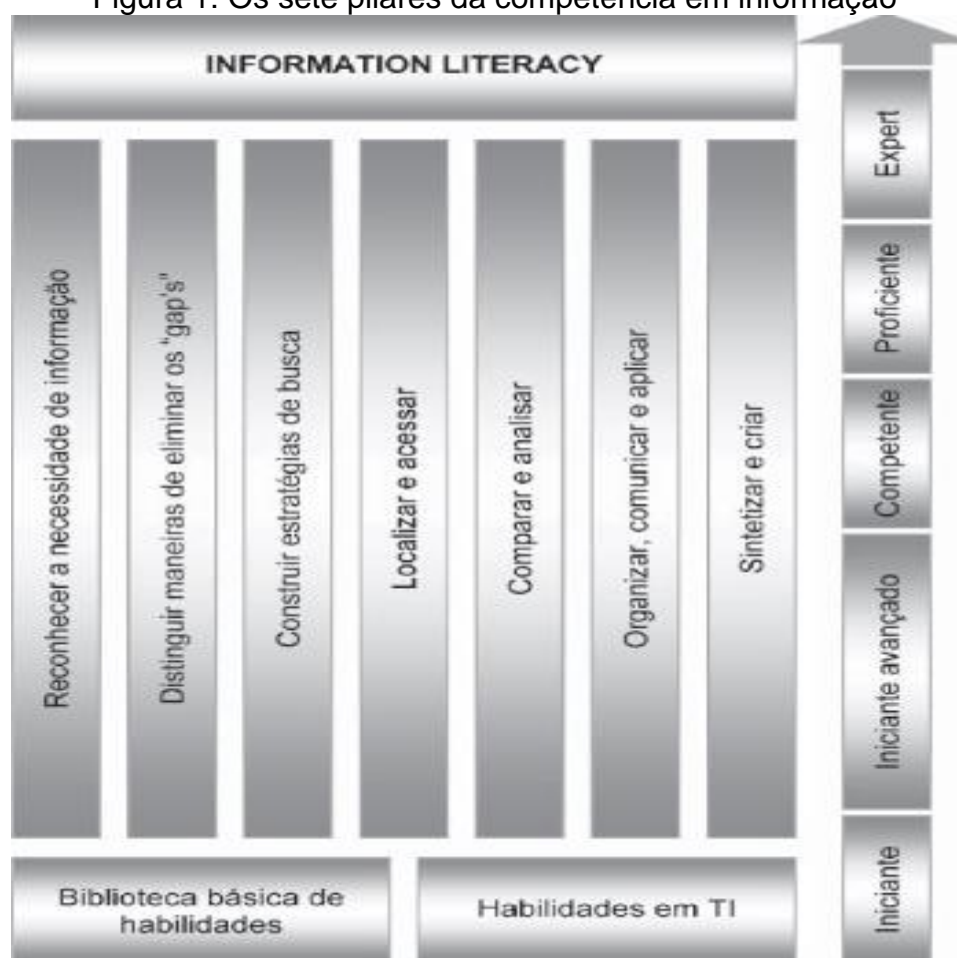 Figura 1: Os sete pilares da competência em informação
INFORMATION LITERACY
Reconhecer a necessidade de informação
Distinguir maneiras de eliminar os "gap's"
Construir estratégias de busca
Localizar e acessar
Comparar e analisar
Organizar, comunicar e aplicar
Sintetizar e criar
Biblioteca básica de
habilidades
Habilidades em TI
Expert
Proficiente
Competente
Iniciante avançado
Iniciante